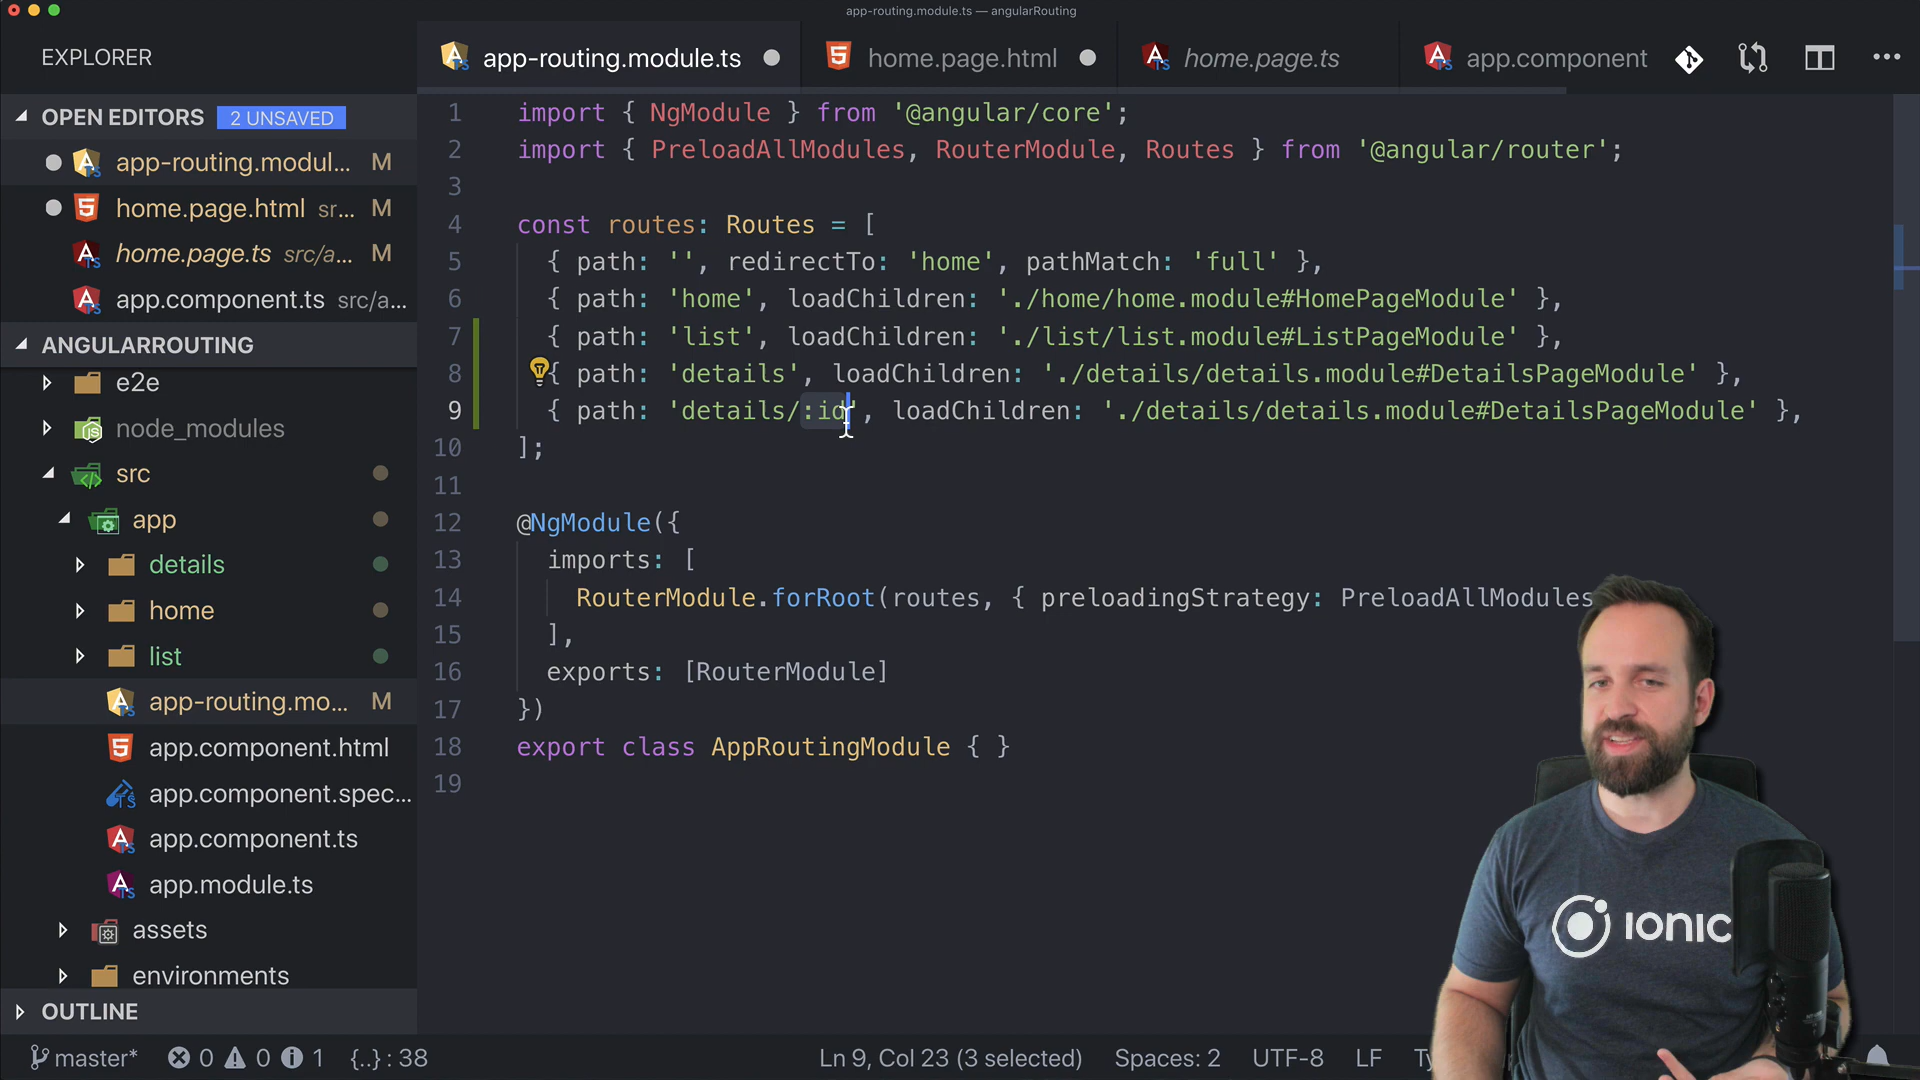 app-routing.module.ts — angularRouting
EXPLORER
app-routing.module.ts
home.page.html
home.page.ts
app.component
OPEN EDITORS 2 UNSAVED
app-routing.modul... M
home.page.html sr... M
home.page.ts src/a... M
app.component.ts src/a...
ANGULARROUTING
e2e
node_modules
src
app
details
home
list
app-routing.mo... M
app.component.html
app.component.spec...
app.component.ts
app.module.ts
assets
environments
OUTLINE
1 import { NgModule } from '@angular/core';
2 import { PreloadAllModules, RouterModule, Routes } from '@angular/router';
3
4 const routes: Routes = [
5 { path: '', redirectTo: 'home', pathMatch: 'full' },
6 { path: 'home', loadChildren: './home/home.module#HomePageModule' },
7 { path: 'list', loadChildren: './list/list.module#ListPageModule' },
8 { path: 'details', loadChildren: './details/details.module#DetailsPageModule' },
9 { path: 'details/:id', loadChildren: './details/details.module#DetailsPageModule' },
10 ];
11
12 @NgModule({
13 imports: [
14 RouterModule.forRoot(routes, { preloadingStrategy: PreloadAllModules
15 ],
16 exports: [RouterModule]
17 })
18 export class AppRoutingModule { }
19
IONIC
master* 0 0 1 {..} : 38
Ln 9, Col 23 (3 selected) Spaces: 2 UTF-8 LF